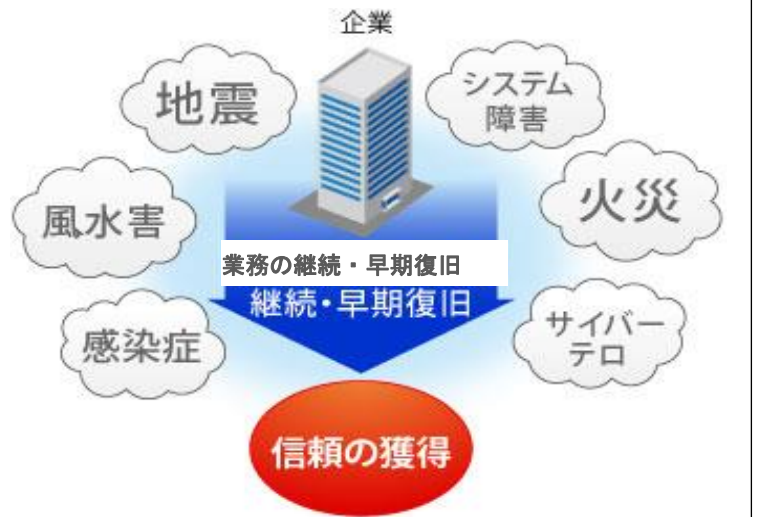 企業
地震
システム
障害
風水害
火災
業務の継続・早期復旧
継続・早期復旧
感染症
サイバー
テロ
信頼の獲得